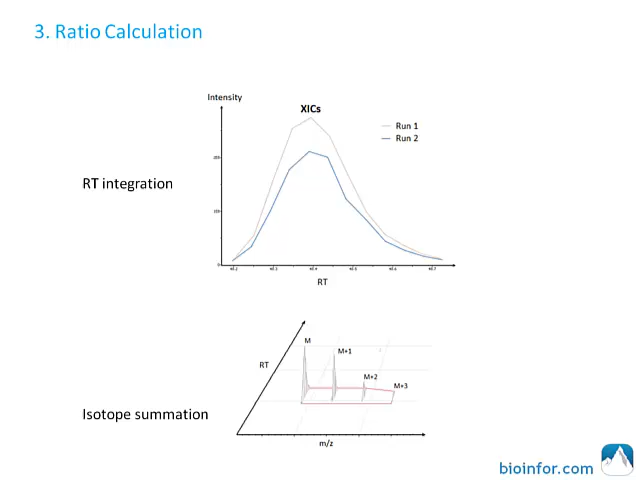 3. Ratio Calculation
Intensity
XICs
Run 1
Run 2
RT integration
0
RT
M
M+1
RT
M+2
M+3
Isotope summation
m/z
bioinfor.com